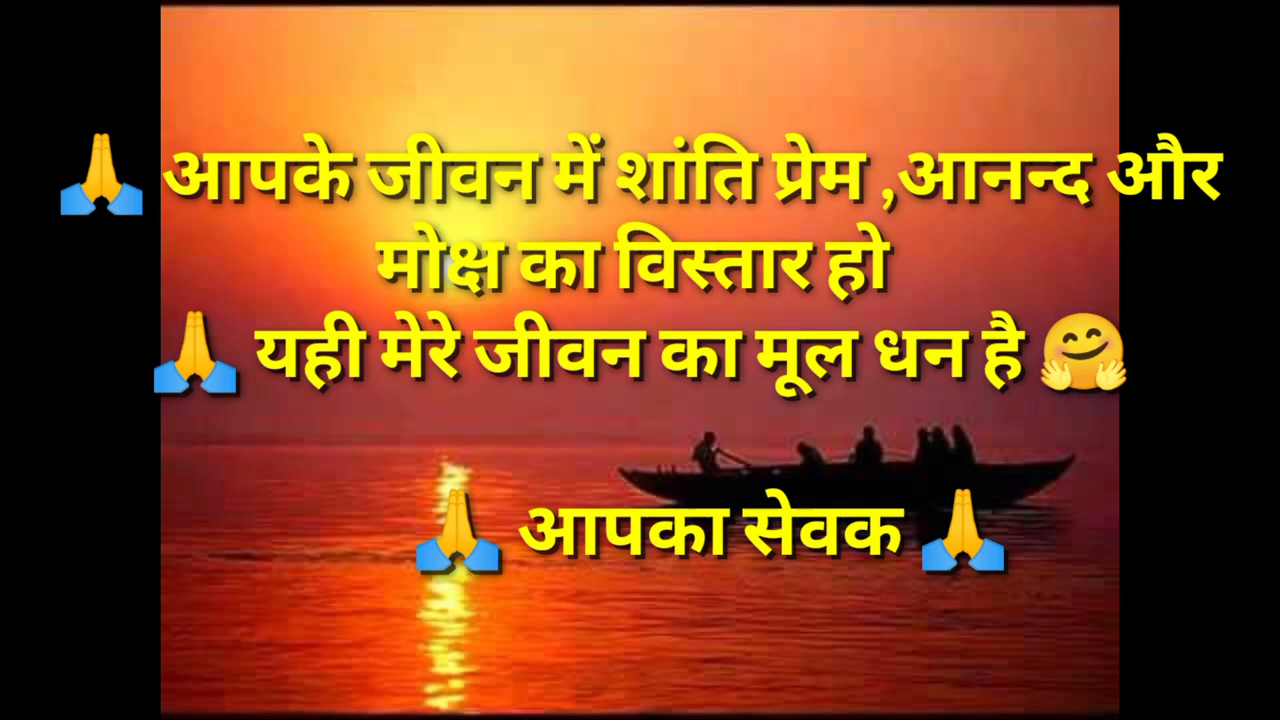 🙏 आपके जीवन में शांति प्रेम ,आनन्द और
मोक्ष का विस्तार हो
🙏 यही मेरे जीवन का मूल धन है 🤗
🙏 आपका सेवक 🙏